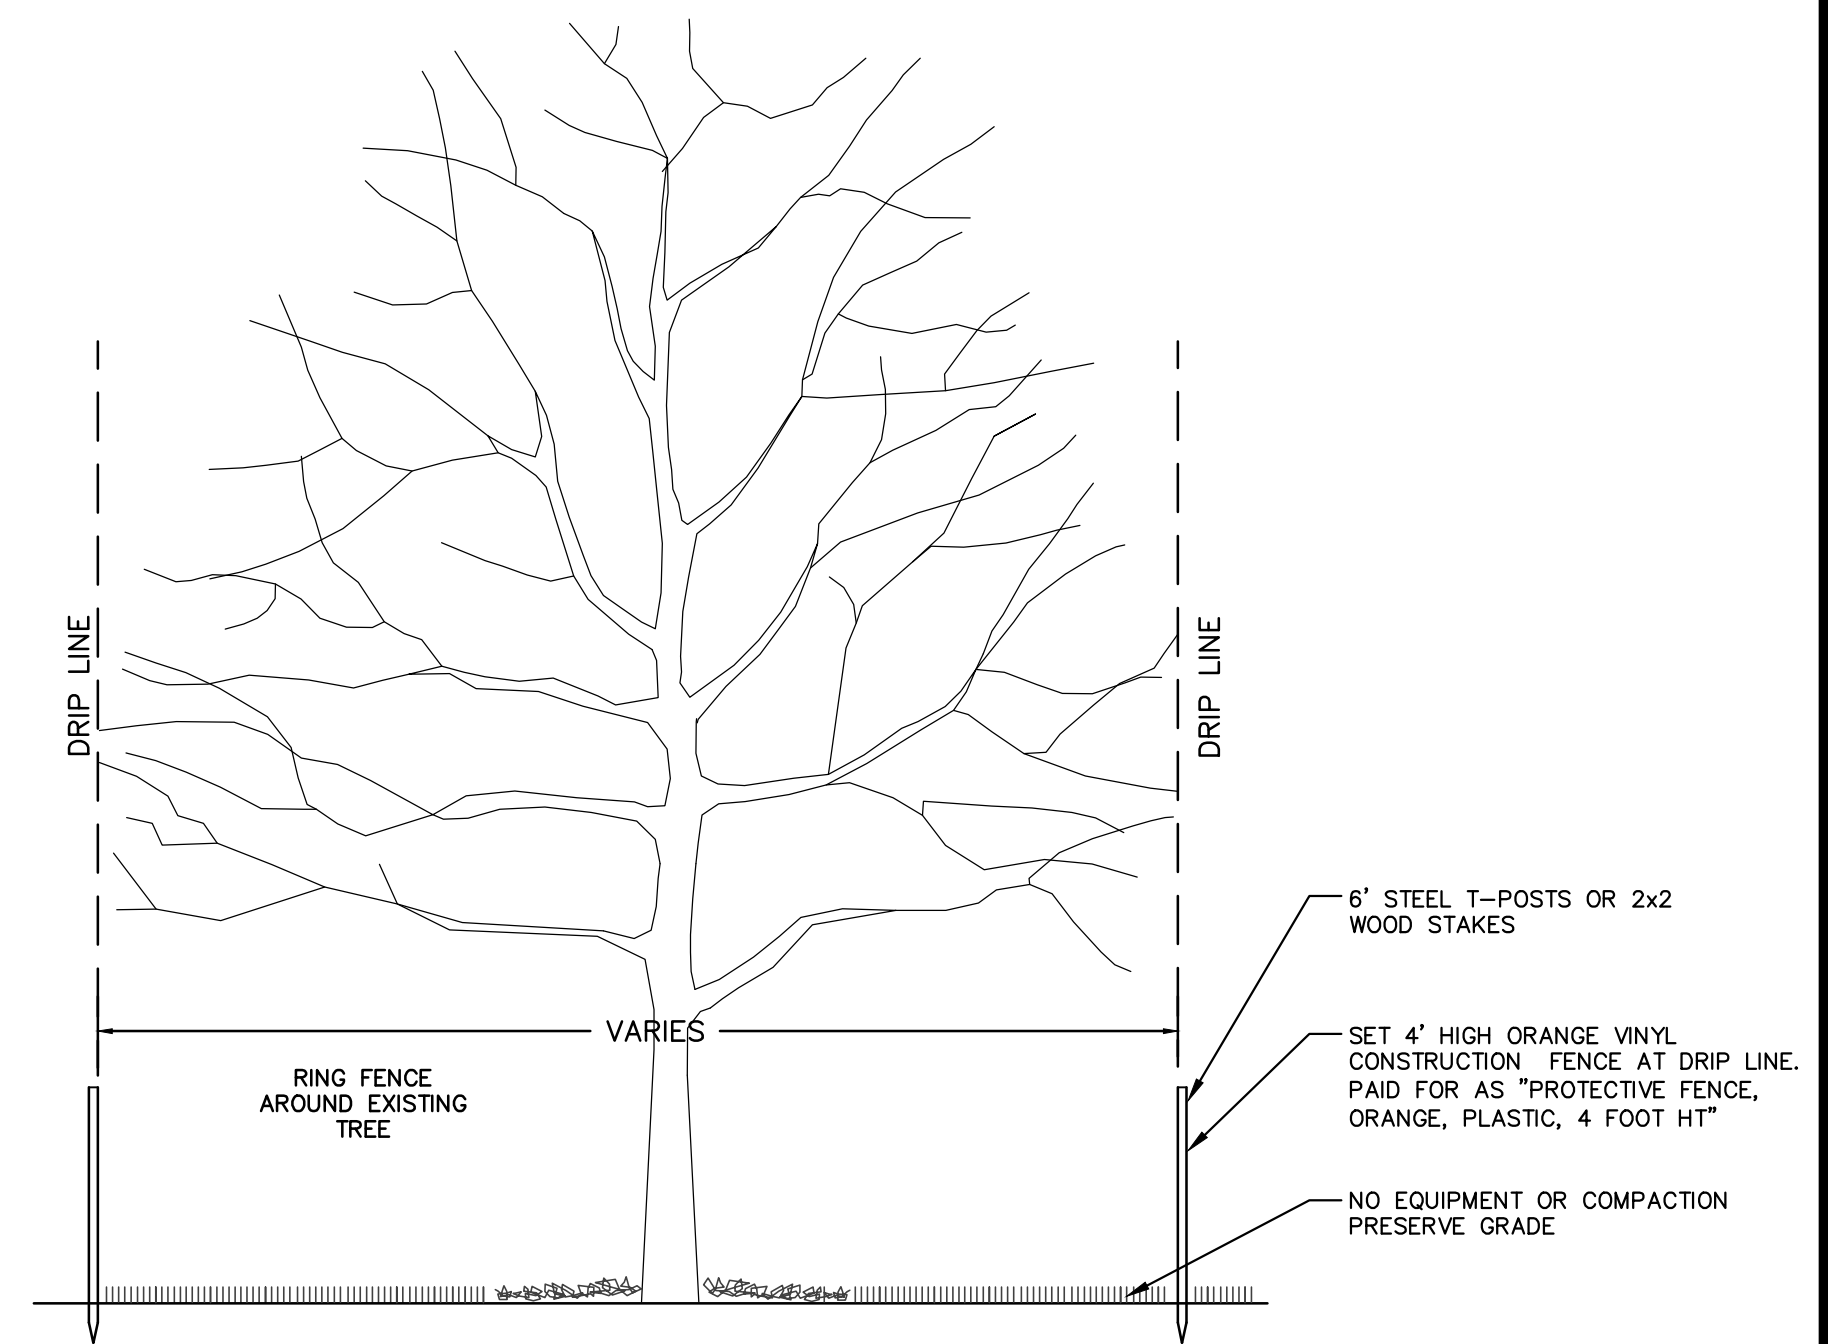 DRIP LINE
DRIP LINE
6' STEEL T–POSTS OR 2x2
WOOD STAKES
VARIES
SET 4' HIGH ORANGE VINYL
CONSTRUCTION FENCE AT DRIP LINE.
PAID FOR AS "PROTECTIVE FENCE,
ORANGE, PLASTIC, 4 FOOT HT"
RING FENCE
AROUND EXISTING
TREE
NO EQUIPMENT OR COMPACTION
PRESERVE GRADE